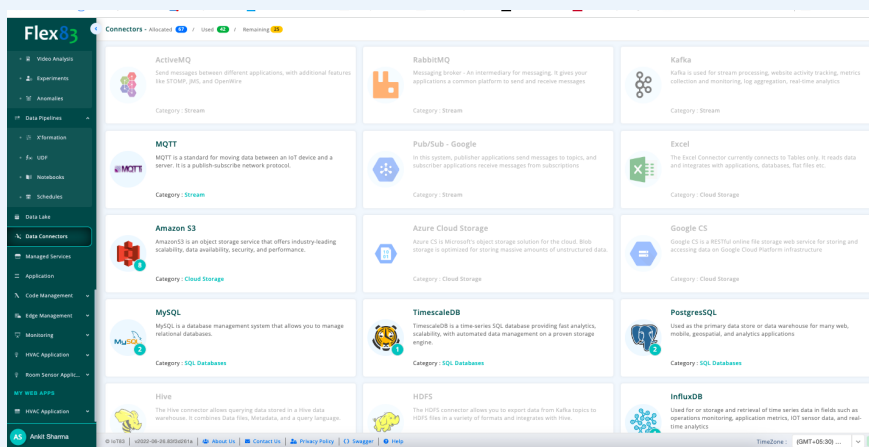 Flex83
Video Analysis
Experiments
Anomalies
Data Pipelines
X'formation
UDF
Notebooks
Schedules
Data Lake
Data Connectors
Managed Services
Application
Code Management
Edge Management
Monitoring
HVAC Application
Room Sensor Applic...
MY WEB APPS
HVAC Application
AS Ankit Sharma
Connectors - Allocated 67 / Used 42 / Remaining 25
ActiveMQ
Send messages between different applications, with additional features
like STOMP, JMS, and OpenWire
Category : Stream
RabbitMQ
Messaging broker - An intermediary for messaging. It gives your
applications a common platform to send and receive messages
Category : Stream
Kafka
Kafka is used for stream processing, website activity tracking, metrics
collection and monitoring, log aggregation, real-time analytics
Category : Stream
MQTT
MQTT
MQTT is a standard for moving data between an IoT device and a
server. It is a publish-subscribe network protocol.
Category : Stream
Pub/Sub - Google
In this system, publisher applications send messages to topics, and
subscriber applications receive messages from subscriptions
Category : Stream
Excel
The Excel Connector currently connects to Tables only. It reads data
and integrates with applications, databases, flat files etc.
Category : Cloud Storage
Amazon S3
AmazonS3 is an object storage service that offers industry-leading
scalability, data availability, security, and performance.
8
Category : Cloud Storage
Azure Cloud Storage
Azure CS is Microsoft's object storage solution for the cloud. Blob
storage is optimized for storing massive amounts of unstructured data.
10
01
Category : Cloud Storage
Google CS
Google CS is a RESTful online file storage web service for storing and
accessing data on Google Cloud Platform infrastructure
Category : Cloud Storage
MySQL
MySQL is a database management system that allows you to manage
relational databases.
MySQL
2
Category : SQL Databases
TimescaleDB
TimescaleDB is a time-series SQL database providing fast analytics,
scalability, with automated data management on a proven storage
engine.
1
Category : SQL Databases
PostgresSQL
Used as the primary data store or data warehouse for many web,
mobile, geospatial, and analytics applications
2
Category : SQL Databases
Hive
The Hive connector allows querying data stored in a Hive data
warehouse. It combines Data files, Metadata, and a query language.
HDFS
The HDFS connector allows you to export data from Kafka topics to
HDFS files in a variety of formats and integrates with Hive.
InfluxDB
Used for or storage and retrieval of time series data in fields such as
operations monitoring, application metrics, IOT sensor data, and real-
time analytics
© IoT83 | About Us | Contact Us | Privacy Policy | Swagger | Help
TimeZone : (GMT+05:30) ...